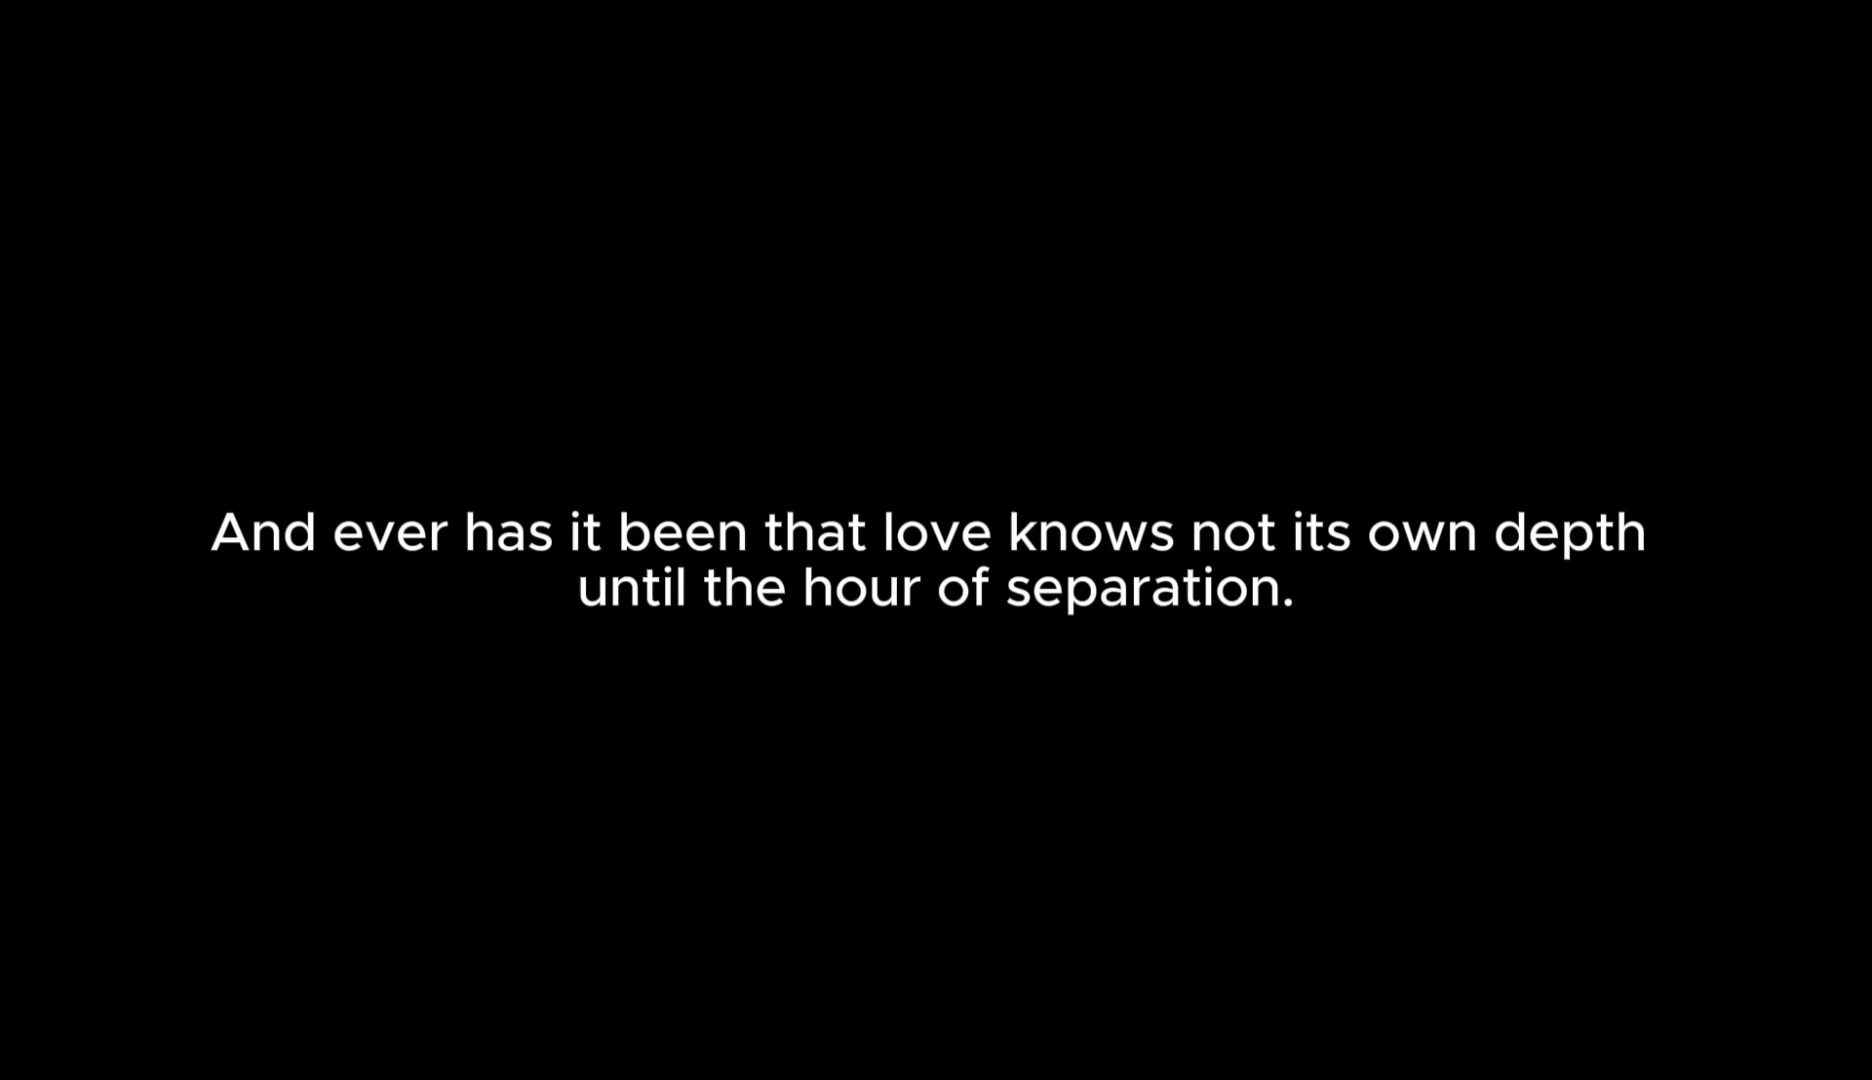 And ever has it been that love knows not its own depth
until the hour of separation.